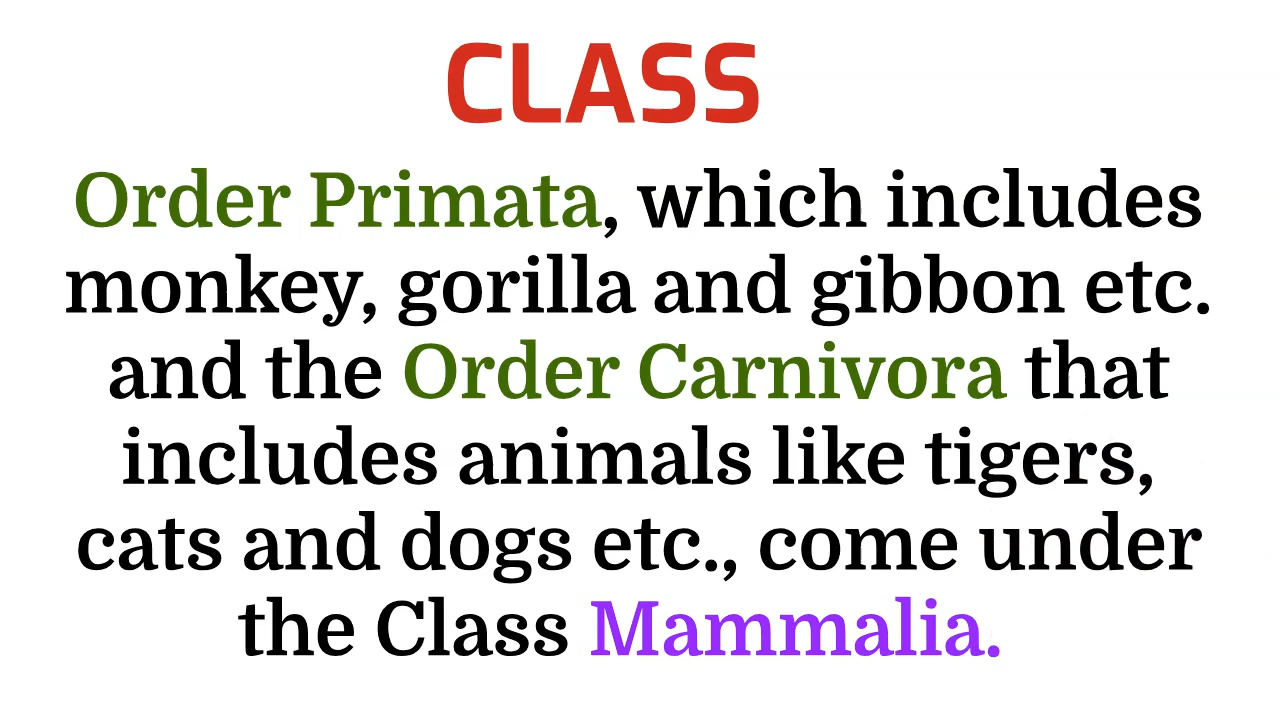 CLASS
Order Primata, which includes
monkey, gorilla and gibbon etc.
and the Order Carnivora that
includes animals like tigers,
cats and dogs etc., come under
the Class Mammalia.